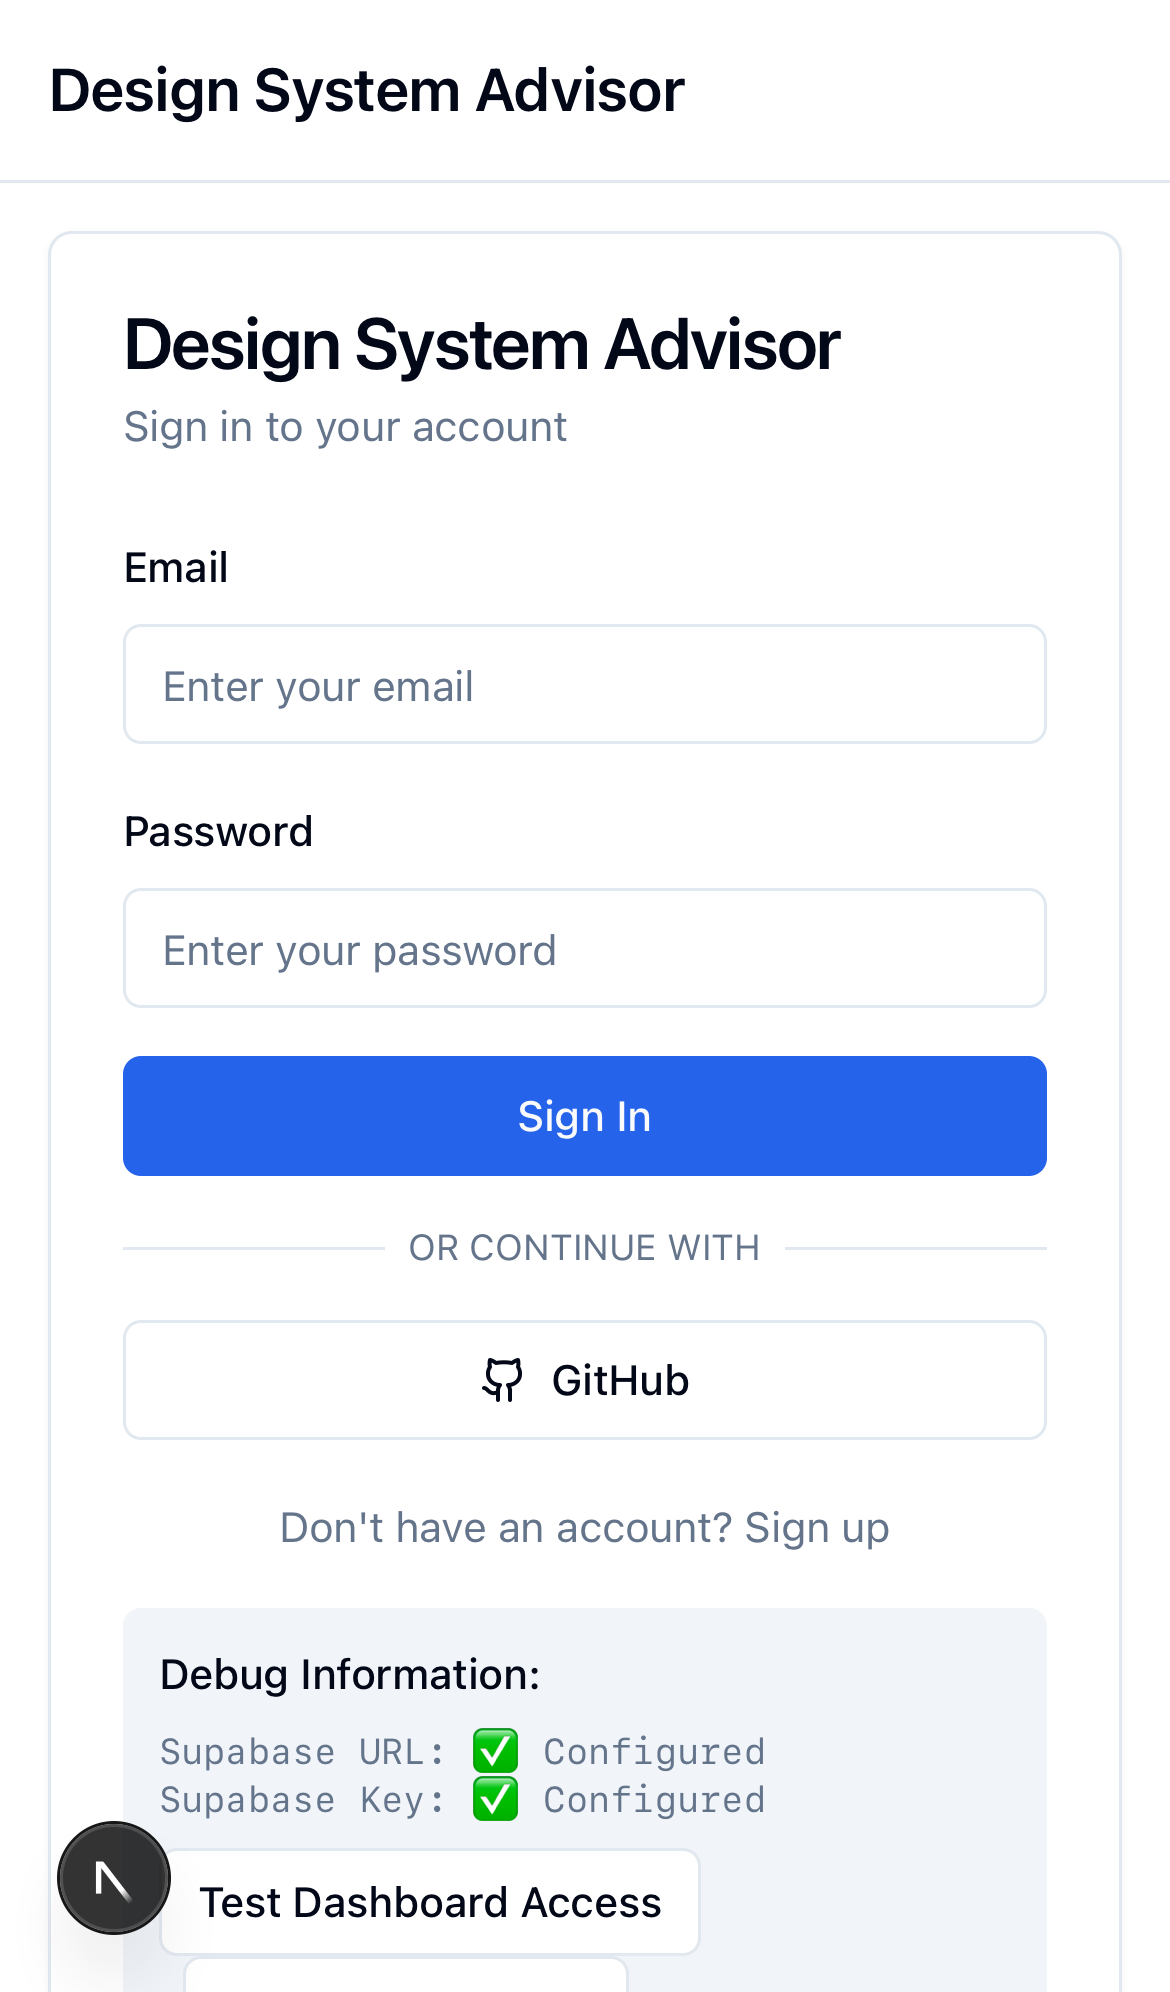 Design System Advisor
Design System Advisor
Sign in to your account
Email
Enter your email
Password
Enter your password
Sign In
OR CONTINUE WITH
GitHub
Don't have an account? Sign up
Debug Information:
Supabase URL: ✅ Configured
Supabase Key: ✅ Configured
Test Dashboard Access